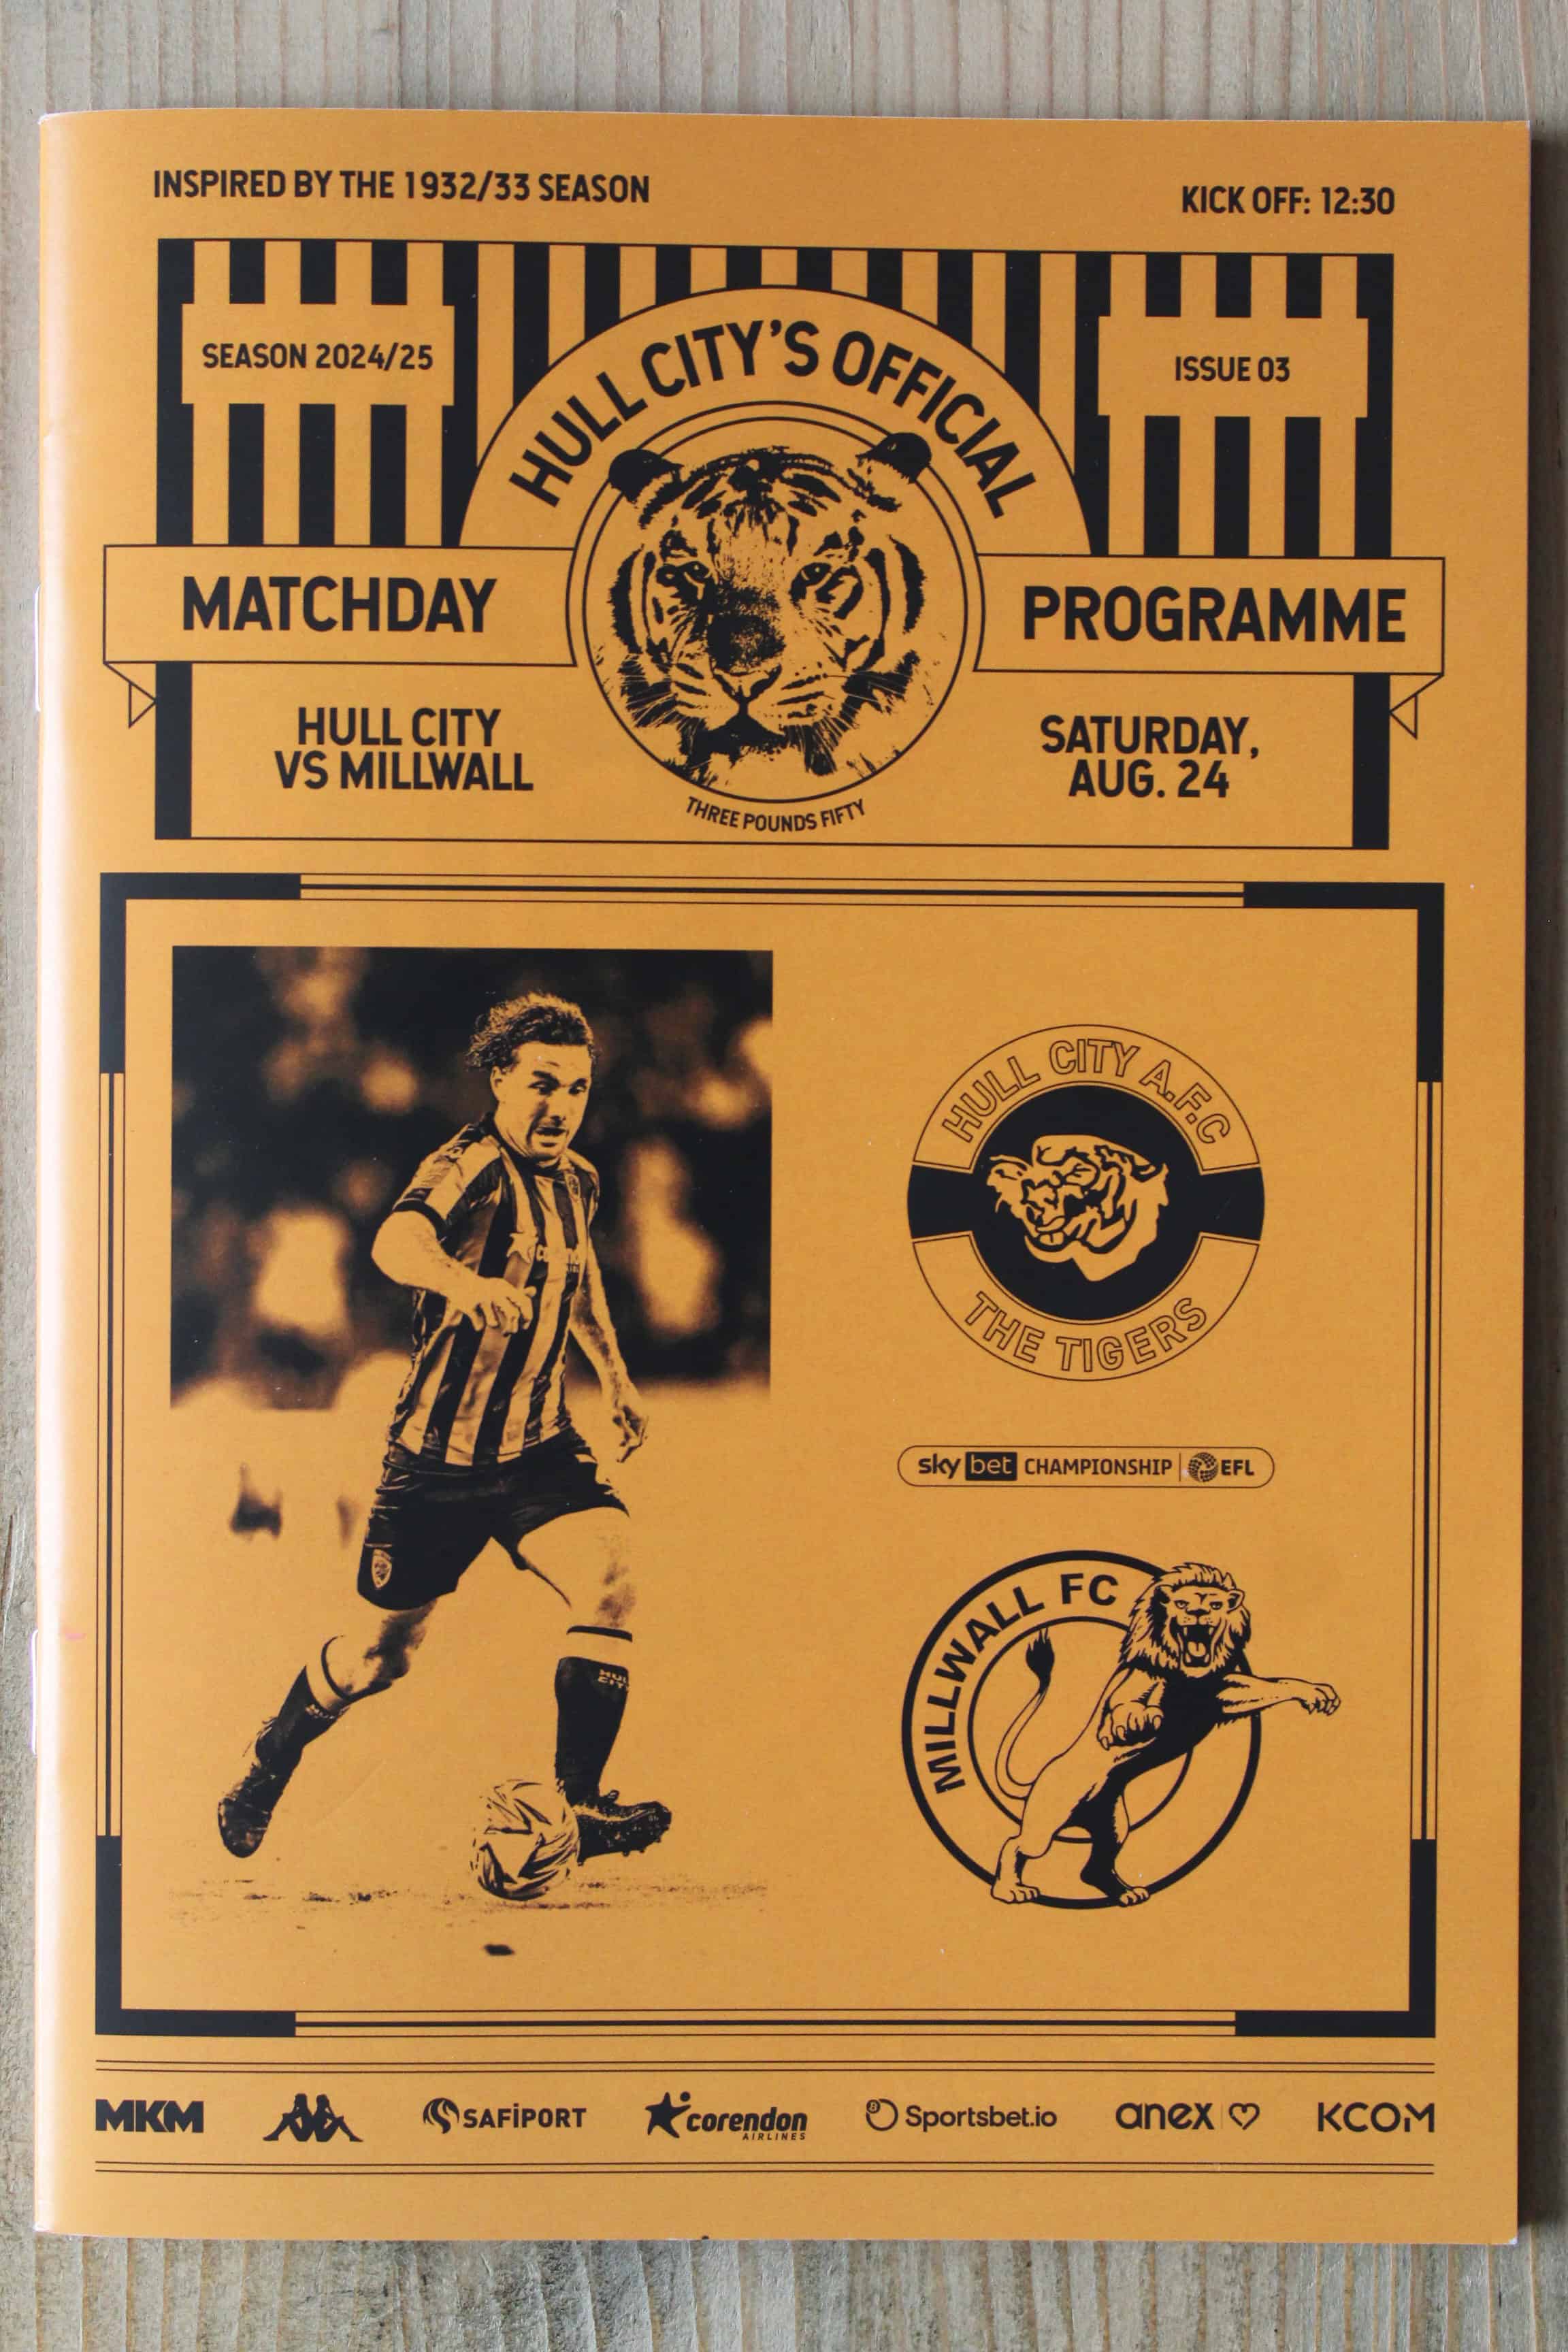 INSPIRED BY THE 1932/33 SEASON
KICK OFF: 12:30
SEASON 2024/25
ISSUE 03
HULL CITY'S OFFICIAL
MATCHDAY
PROGRAMME
HULL CITY
VS MILLWALL
SATURDAY,
AUG. 24
THREE POUNDS FIFTY
HULL CITY A.F.C
THE TIGERS
sky bet CHAMPIONSHIP EFL
MILLWALL FC
HULL
CITY
MKM
SAFiPORT
corendon
AIRLINES
Sportsbet.io
anex
KCOM